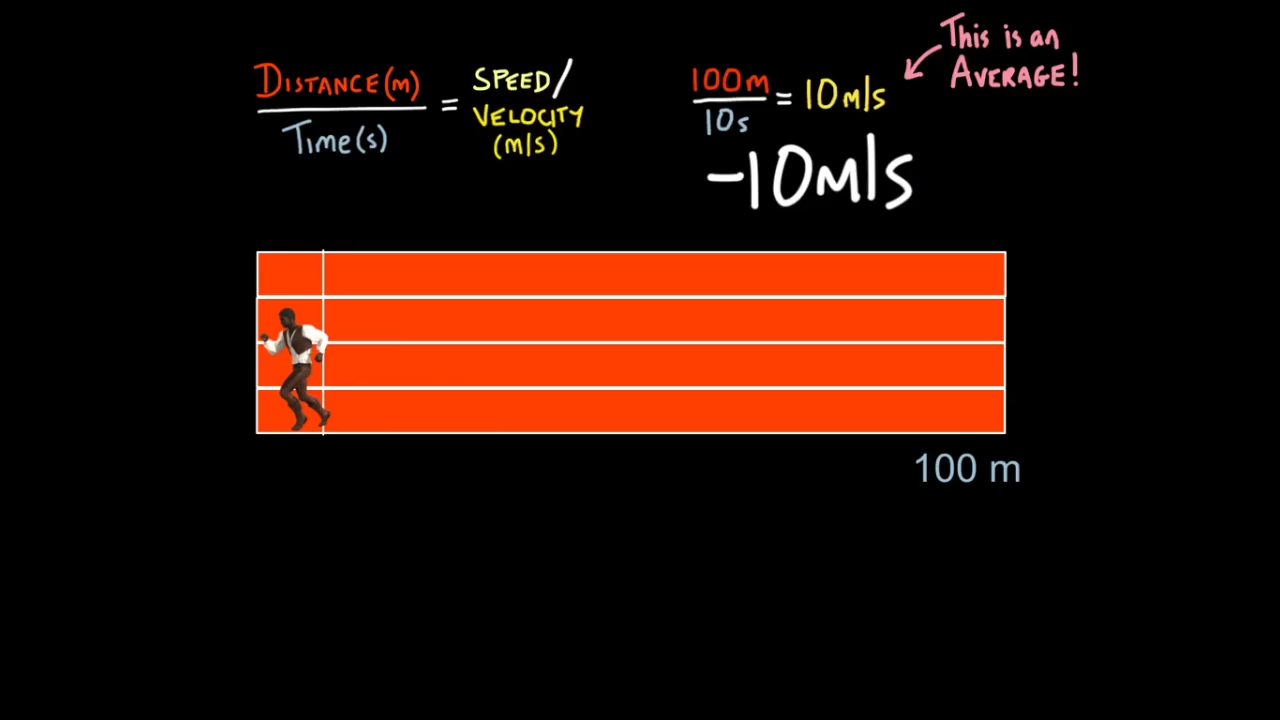 DISTANCE(m) = SPEED/
Time(s) VELOCITY
(m/s)
100m = 10m/s
10s
This is an
AVERAGE!
-10m/s
100 m